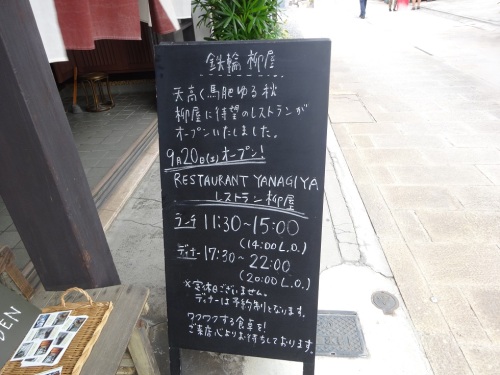 鉄輪 柳屋
天高く馬肥ゆる秋
柳屋に待望のレストランが
オープンいたしました。
9月20日(土)オープン!
RESTAURANT YANAGIYA
レストラン柳屋
ランチ 11:30~15:00
(14:00 L.O.)
ディナー 17:30~
22:00
(20:00 L.O.)
※定休日ございません。
ディナーは予約制となります。
ワクワクする食卓を!
ご来店心よりお待ちしております。
DEN